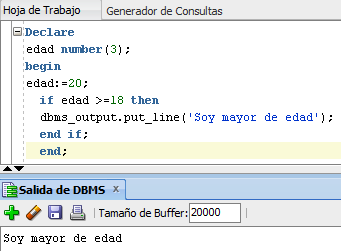 Hoja de Trabajo Generador de Consultas
Declare
edad number(3);
begin
edad:=20;
if edad >=18 then
dbms_output.put_line('Soy mayor de edad');
end if;
end;
Salida de DBMS x
Tamaño de Buffer: 20000
Soy mayor de edad